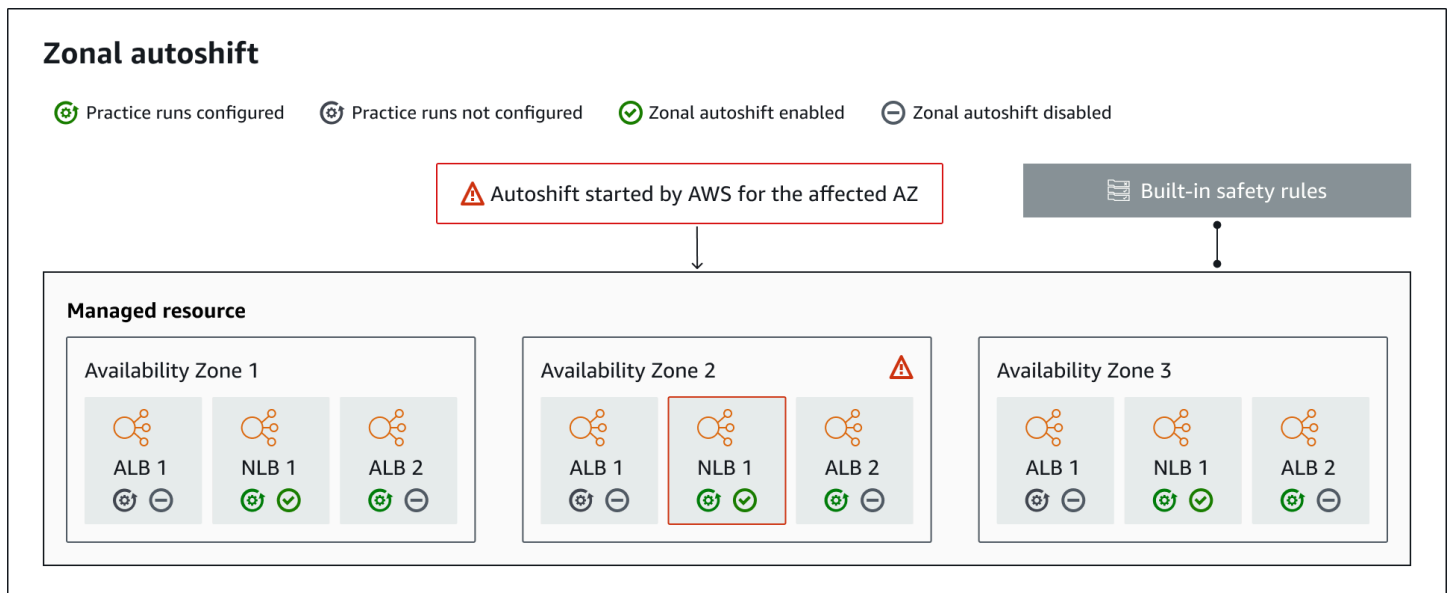 Zonal autoshift
Practice runs configured
Practice runs not configured
Zonal autoshift enabled
Zonal autoshift disabled
Autoshift started by AWS for the affected AZ
Built-in safety rules
Managed resource
Availability Zone 1
ALB 1
NLB 1
ALB 2
Availability Zone 2
ALB 1
NLB 1
ALB 2
Availability Zone 3
ALB 1
NLB 1
ALB 2